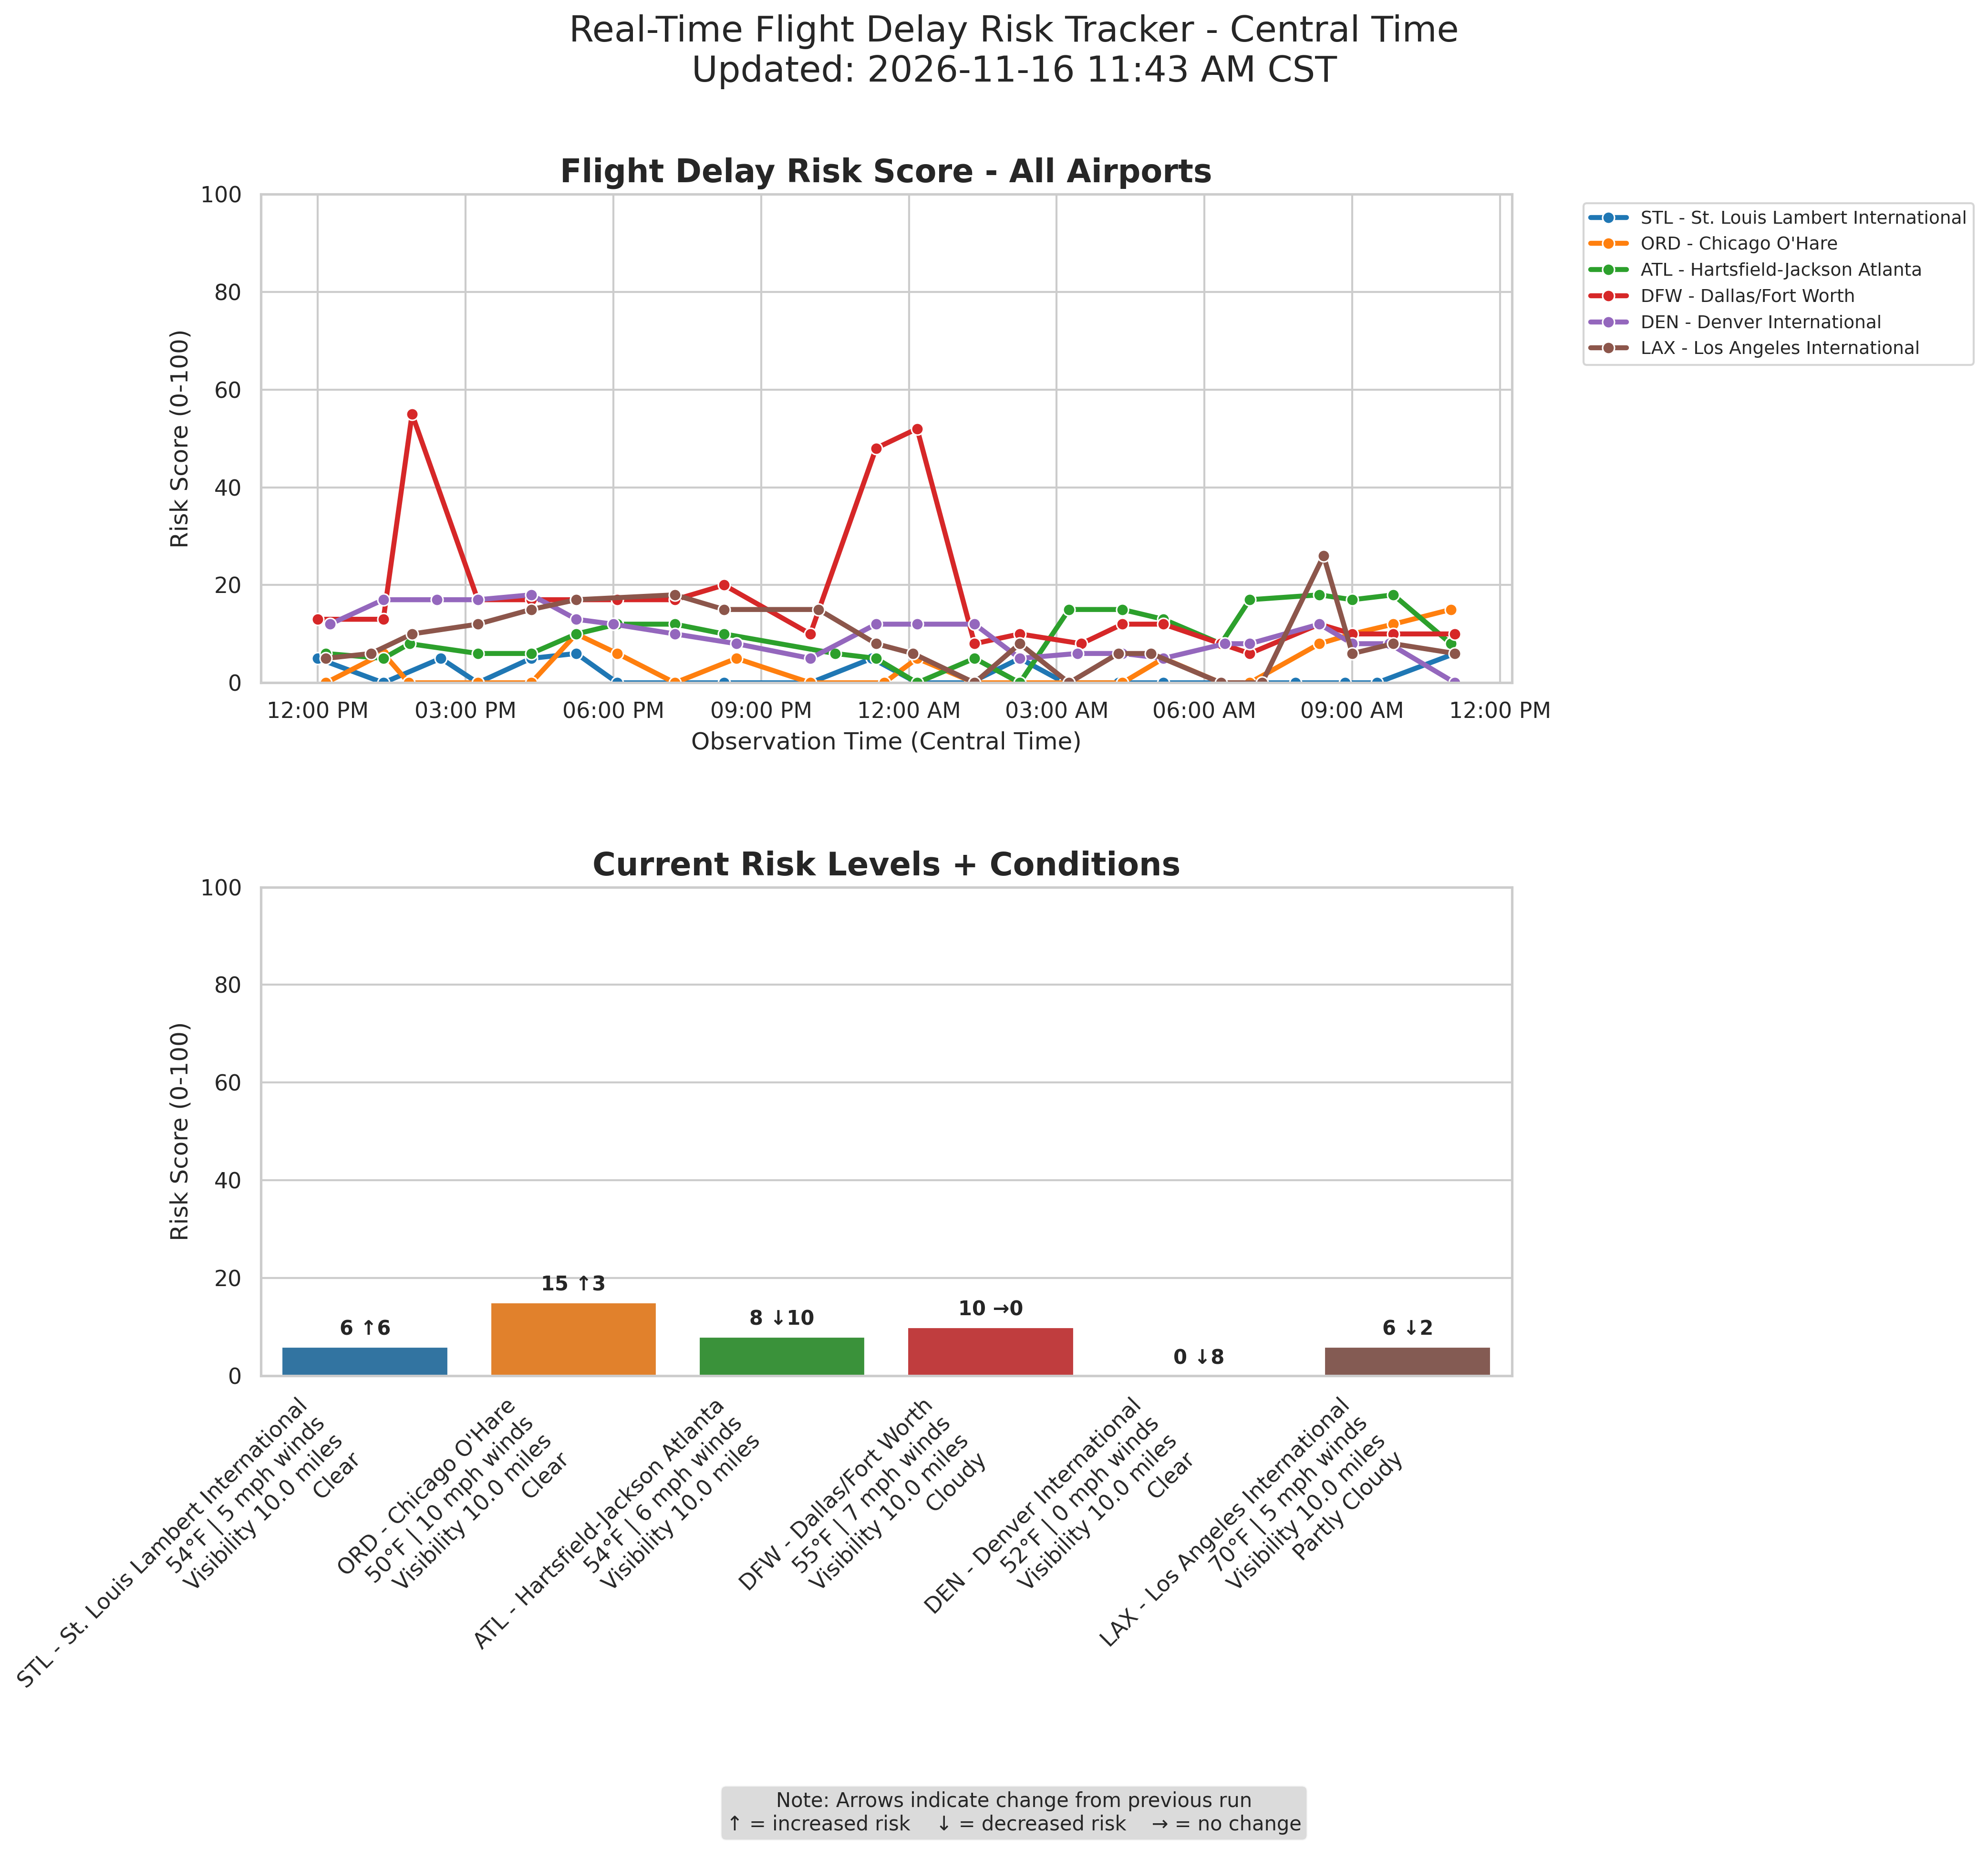 Real-Time Flight Delay Risk Tracker - Central Time
Updated: 2026-11-16 11:43 AM CST
Flight Delay Risk Score - All Airports
100
80
60
40
20
0
Risk Score (0-100)
12:00 PM
03:00 PM
06:00 PM
09:00 PM
12:00 AM
03:00 AM
06:00 AM
09:00 AM
12:00 PM
Observation Time (Central Time)
STL - St. Louis Lambert International
ORD - Chicago O'Hare
ATL - Hartsfield-Jackson Atlanta
DFW - Dallas/Fort Worth
DEN - Denver International
LAX - Los Angeles International
Current Risk Levels + Conditions
100
80
60
40
20
0
Risk Score (0-100)
6 ↑6
15 ↑3
8 ↓10
10 →0
0 ↓8
6 ↓2
STL - St. Louis Lambert International
54°F | 5 mph winds
Visibility 10.0 miles
Clear
ORD - Chicago O'Hare
50°F | 10 mph winds
Visibility 10.0 miles
Clear
ATL - Hartsfield-Jackson Atlanta
54°F | 6 mph winds
Visibility 10.0 miles
DFW - Dallas/Fort Worth
55°F | 7 mph winds
Visibility 10.0 miles
Cloudy
DEN - Denver International
52°F | 0 mph winds
Visibility 10.0 miles
Clear
LAX - Los Angeles International
70°F | 5 mph winds
Visibility 10.0 miles
Partly Cloudy
Note: Arrows indicate change from previous run
↑ = increased risk ↓ = decreased risk → = no change